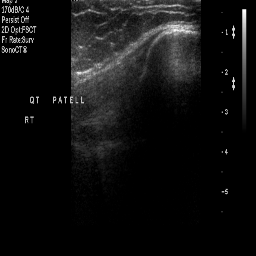 170dB/C 4
Persist Off
2D Opt:FSCT
Fr Rate:Surv
SonoCT®
1
2
QT PATELL
3
RT
4
5